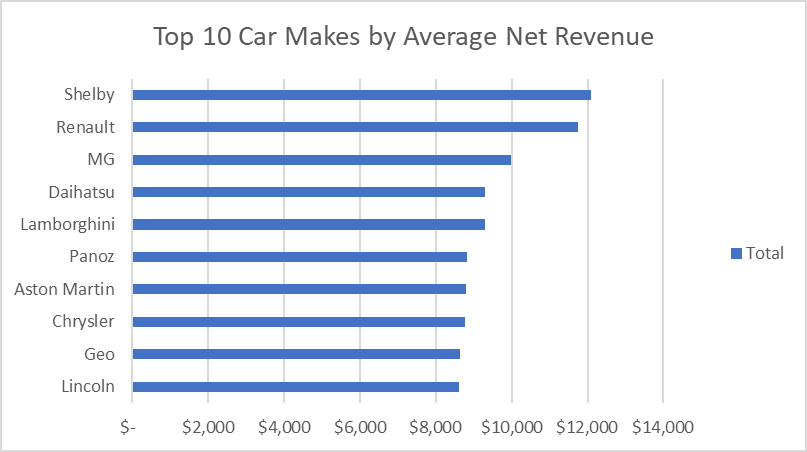 Top 10 Car Makes by Average Net Revenue
Shelby
Renault
MG
Daihatsu
Lamborghini
Panoz
Aston Martin
Chrysler
Geo
Lincoln
Total
$- $2,000 $4,000 $6,000 $8,000 $10,000 $12,000 $14,000